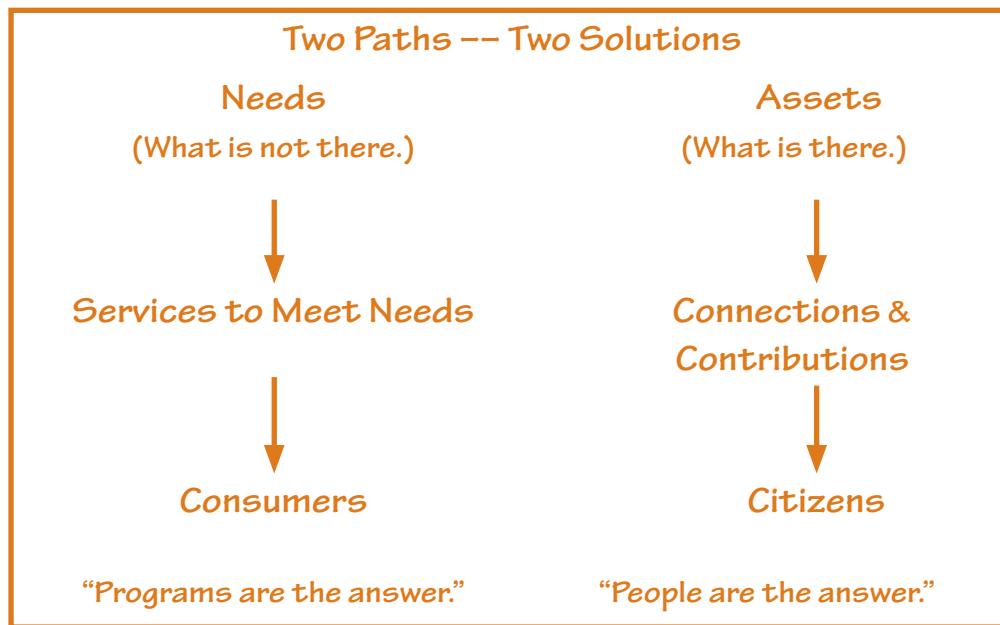 Two Paths –– Two Solutions
Needs
(What is not there.)
Services to Meet Needs
Consumers
“Programs are the answer.”
Assets
(What is there.)
Connections &
Contributions
Citizens
“People are the answer.”